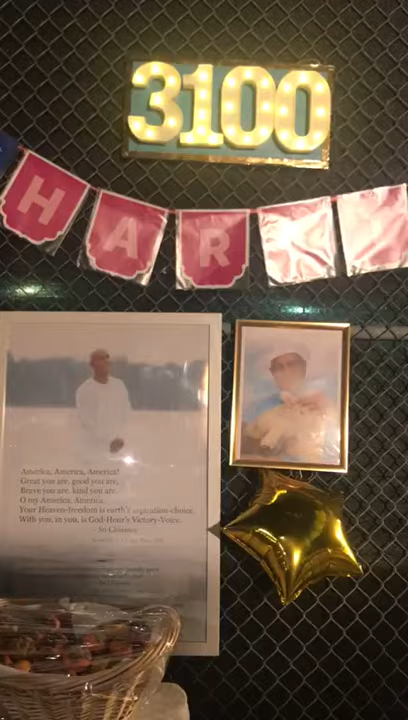 3100
H A R
America, America, America!
Great you are, good you are,
Brave you are, kind you are.
O my America, America,
Your Heaven-freedom is earth's aspiration-choice.
With you, in you, is God-Hour's Victory-Voice.
- Sri Chinmoy